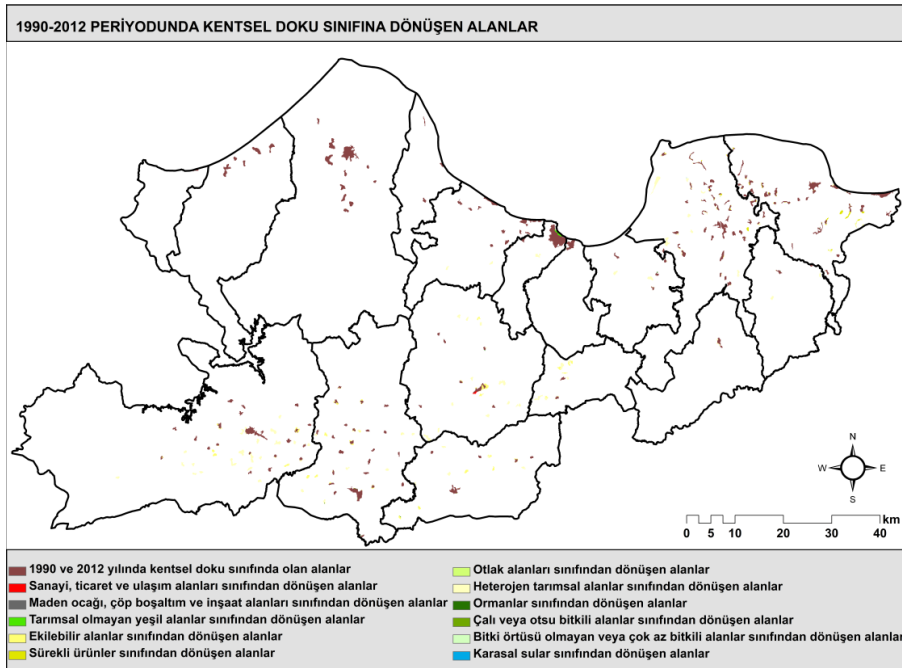 1990-2012 PERİYODUNDA KENTSEL DOKU SINIFINA DÖNÜŞEN ALANLAR
N
W E
S
km
0 5 10 20 30 40
1990 ve 2012 yılında kentsel doku sınıfında olan alanlar
Sanayi, ticaret ve ulaşım alanları sınıfından dönüşen alanlar
Maden ocağı, çöp boşaltım ve inşaat alanları sınıfından dönüşen alanlar
Tarımsal olmayan yeşil alanlar sınıfından dönüşen alanlar
Ekilebilir alanlar sınıfından dönüşen alanlar
Sürekli ürünler sınıfından dönüşen alanlar
Otlak alanları sınıfından dönüşen alanlar
Heterojen tarımsal alanlar sınıfından dönüşen alanlar
Ormanlar sınıfından dönüşen alanlar
Çalı veya otsu bitkili alanlar sınıfından dönüşen alanlar
Bitki örtüsü olmayan veya çok az bitkili alanlar sınıfından dönüşen alanlar
Karasal sular sınıfından dönüşen alanlar